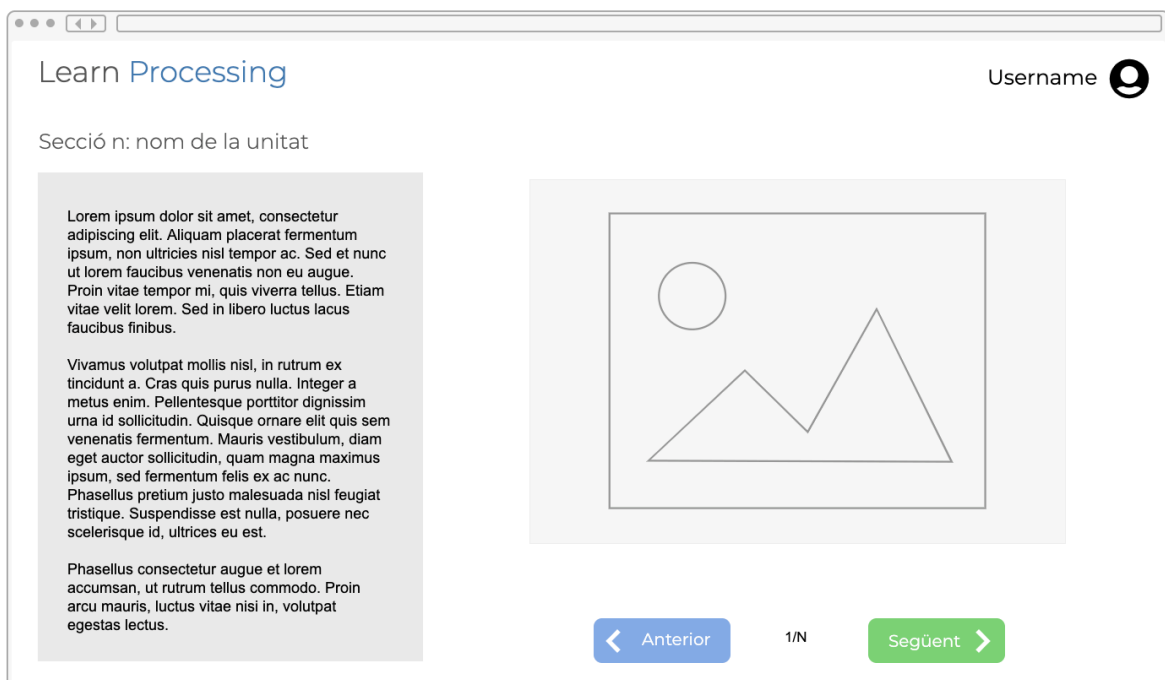 Learn Processing
Username
Secció n: nom de la unitat
Lorem ipsum dolor sit amet, consectetur
adipiscing elit. Aliquam placerat fermentum
ipsum, non ultricies nisl tempor ac. Sed et nunc
ut lorem faucibus venenatis non eu augue.
Proin vitae tempor mi, quis viverra tellus. Etiam
vitae velit lorem. Sed in libero luctus lacus
faucibus finibus.
Vivamus volutpat mollis nisl, in rutrum ex
tincidunt a. Cras quis purus nulla. Integer a
metus enim. Pellentesque porttitor dignissim
urna id sollicitudin. Quisque ornare elit quis sem
venenatis fermentum. Mauris vestibulum, diam
eget auctor sollicitudin, quam magna maximus
ipsum, sed fermentum felis ex ac nunc.
Phasellus pretium justo malesuada nisl feugiat
tristique. Suspendisse est nulla, posuere nec
scelerisque id, ultrices eu est.
Phasellus consectetur augue et lorem
accumsan, ut rutrum tellus commodo. Proin
arcu mauris, luctus vitae nisi in, volutpat
egestas lectus.
Anterior
1/N
Següent